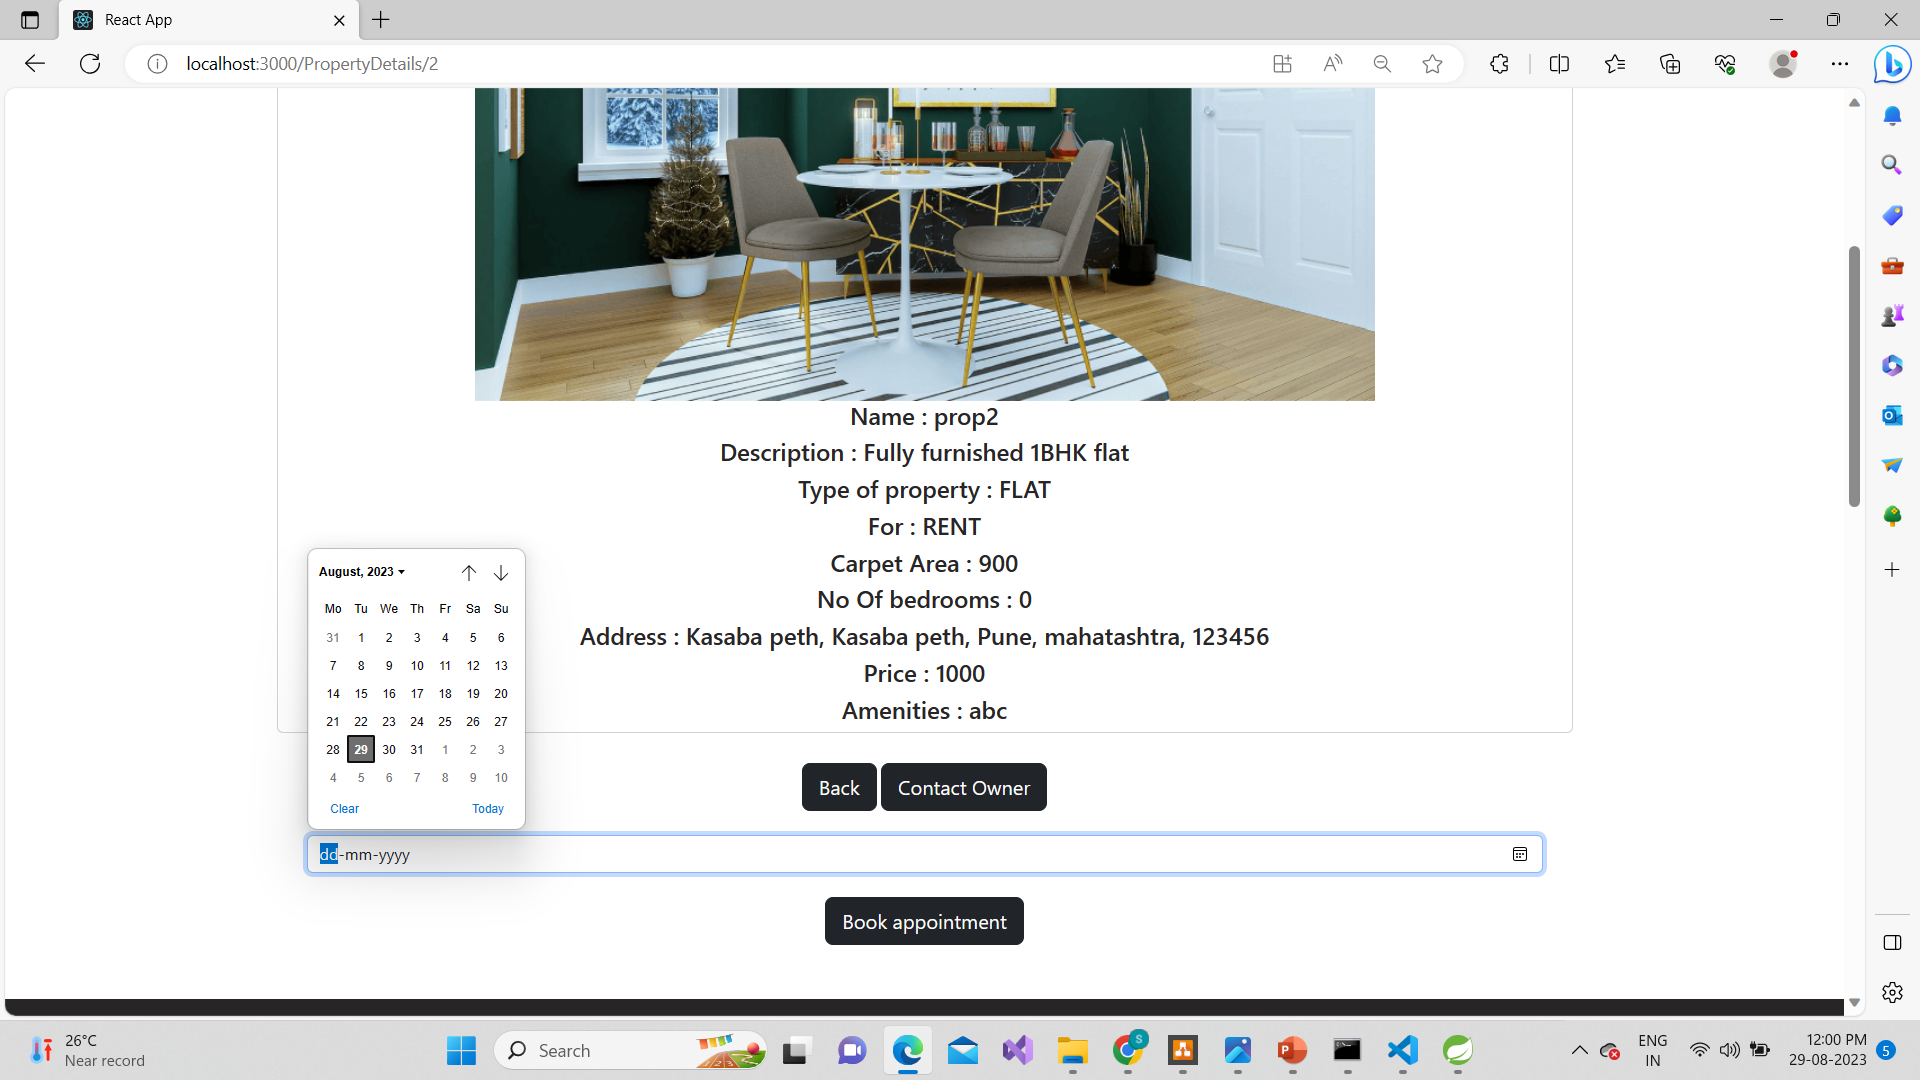 React App
localhost:3000/PropertyDetails/2
Name : prop2
Description : Fully furnished 1BHK flat
Type of property : FLAT
For : RENT
Carpet Area : 900
No Of bedrooms : 0
Address : Kasaba peth, Kasaba peth, Pune, mahatashtra, 123456
Price : 1000
Amenities : abc
August, 2023
Mo Tu We Th Fr Sa Su
31 1 2 3 4 5 6
7 8 9 10 11 12 13
14 15 16 17 18 19 20
21 22 23 24 25 26 27
28 29 30 31 1 2 3
4 5 6 7 8 9 10
Clear Today
Back Contact Owner
dd-mm-yyyy
Book appointment
26°C
Near record
Search
S
ENG
IN
12:00 PM
29-08-2023
5